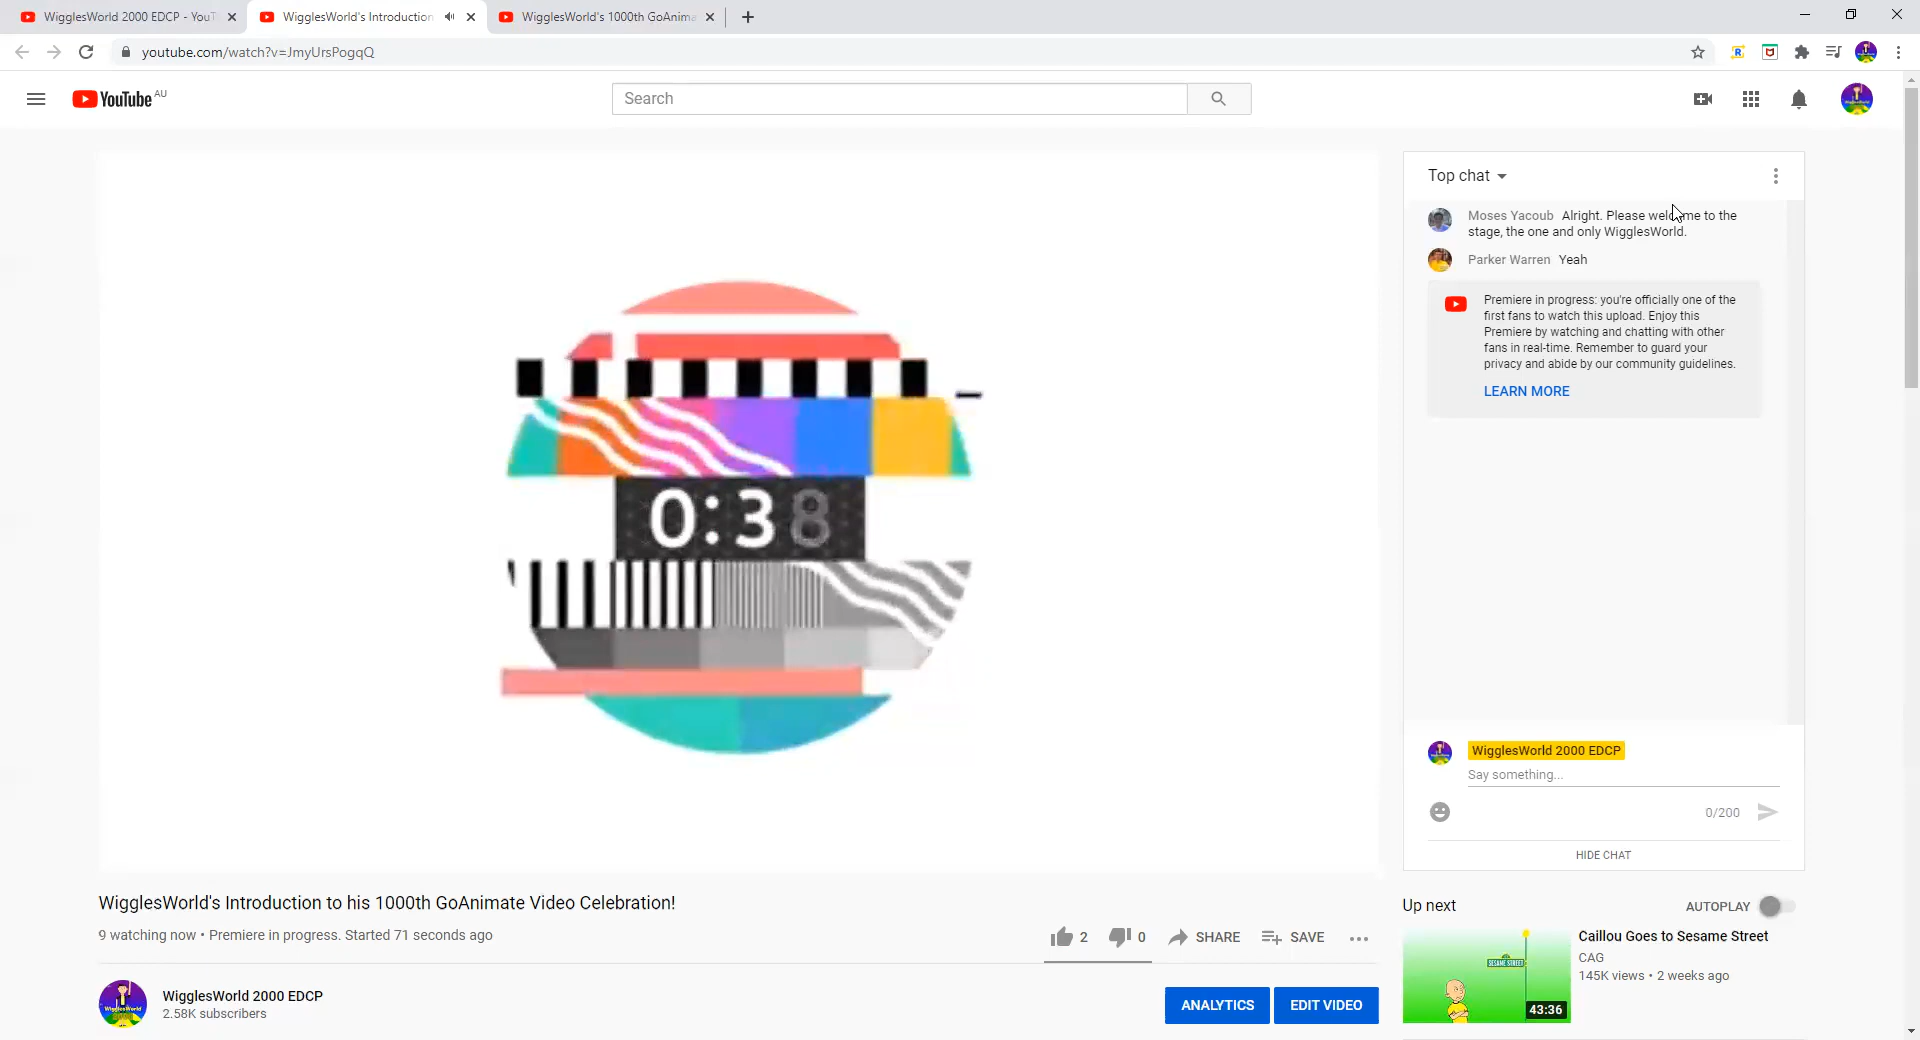 WigglesWorld 2000 EDCP - YouT
WigglesWorld's Introduction
WigglesWorld's 1000th GoAnima
youtube.com/watch?v=JmyUrsPogqQ
YouTube AU
Search
Top chat
Moses Yacoub Alright. Please welcome to the
stage, the one and only WigglesWorld.
Parker Warren Yeah
Premiere in progress: you're officially one of the
first fans to watch this upload. Enjoy this
Premiere by watching and chatting with other
fans in real-time. Remember to guard your
privacy and abide by our community guidelines.
LEARN MORE
0:38
WigglesWorld 2000 EDCP
Say something...
0/200
HIDE CHAT
WigglesWorld's Introduction to his 1000th GoAnimate Video Celebration!
9 watching now • Premiere in progress. Started 71 seconds ago
2 0 SHARE SAVE
WigglesWorld 2000 EDCP
2.58K subscribers
ANALYTICS EDIT VIDEO
Up next
AUTOPLAY
SESAME STREET
43:36
Caillou Goes to Sesame Street
CAG
145K views • 2 weeks ago